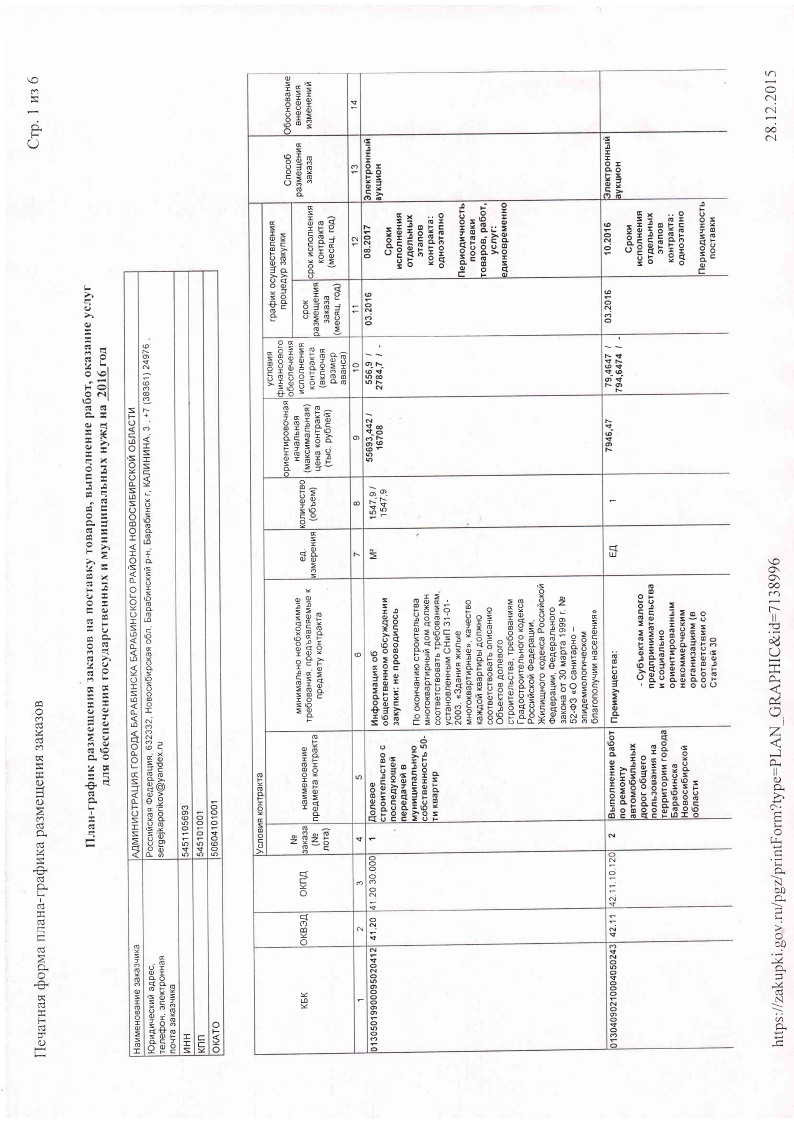 Печатная форма плана-графика размещения заказов
Стр. 1 из 6
План-график размещения заказов на поставку товаров, выполнение работ, оказание услуг
для обеспечения государственных и муниципальных нужд на 2016 год
Наименование заказчика
АДМИНИСТРАЦИЯ ГОРОДА БАРАБИНСКА БАРАБИНСКОГО РАЙОНА НОВОСИБИРСКОЙ ОБЛАСТИ
Юридический адрес,
телефон, электронная
почта заказчика
Российская Федерация, 632332, Новосибирская обл, Барабинский р-н, Барабинск г, КАЛИНИНА, 3 , +7 (38361) 24976 ,
sergejkaporikov@yandex.ru
ИНН
5451105693
КПП
545101001
ОКАТО
50604101001
КБК
ОКВЭД
ОКПД
Условия контракта
№
заказа
(№
лота)
наименование
предмета контракта
минимально необходимые
требования, предъявляемые к
предмету контракта
ед.
измерения
количество
(объем)
ориентировочная
начальная
(максимальная)
цена контракта
(тыс. рублей)
условия
финансового
обеспечения
исполнения
контракта
(включая
размер
аванса)
график осуществления
процедур закупки
срок
размещения
заказа
(месяц, год)
срок исполнения
контракта
(месяц, год)
Способ
размещения
заказа
Обоснование
внесения
изменений
1
2
3
4
5
6
7
8
9
10
11
12
13
14
01305019900095020412
41.20
41.20.30.000
1
Долевое
строительство с
последующей
передачей в
муниципальную
собственность 50-
ти квартир
Информация об
общественном обсуждении
закупки: не проводилось
По окончанию строительства
многоквартирный дом должен
соответствовать требованиям,
установленным СНиП 31-01-
2003. «Здания жилые
многоквартирные», качество
каждой квартиры должно
соответствовать описанию
Объектов долевого
строительства, требованиям
Градостроительного кодекса
Российской Федерации,
Жилищного кодекса Российской
Федерации, Федерального
закона от 30 марта 1999 г. №
52-ФЗ «О санитарно –
эпидемиологическом
благополучии населения»
М²
1547,9 /
1547,9
55693,442 /
16708
556,9 /
2784,7 / -
03.2016
08.2017
Сроки
исполнения
отдельных
этапов
контракта:
одноэтапно
Периодичность
поставки
товаров, работ,
услуг:
единовременно
Электронный
аукцион
01304090210004050243
42.11
42.11.10.120
2
Выполнение работ
по ремонту
автомобильных
дорог общего
пользования на
территории города
Барабинска
Новосибирской
области
Преимущества:
- Субъектам малого
предпринимательства
и социально
ориентированным
некоммерческим
организациям (в
соответствии со
Статьей 30
ЕД
1
7946,47
79,4647 /
794,6474 / -
03.2016
10.2016
Сроки
исполнения
отдельных
этапов
контракта:
одноэтапно
Периодичность
поставки
Электронный
аукцион
https://zakupki.gov.ru/pgz/printForm?type=PLAN_GRAPHIC&id=7138996
28.12.2015